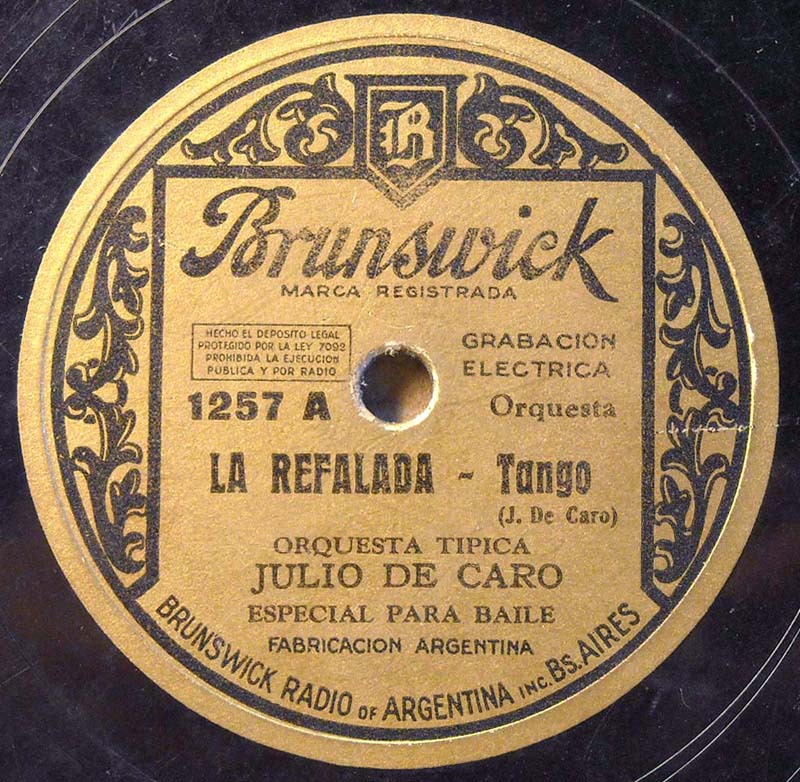 B
Brunswick
MARCA REGISTRADA
HECHO EL DEPOSITO LEGAL
PROTEGIDO POR LA LEY 7092
PROHIBIDA LA EJECUCION
PUBLICA Y POR RADIO
GRABACION
ELECTRICA
1257 A
Orquesta
LA REFALADA - Tango
(J. De Caro)
ORQUESTA TIPICA
JULIO DE CARO
ESPECIAL PARA BAILE
FABRICACION ARGENTINA
BRUNSWICK RADIO OF ARGENTINA INC. Bs. AIRES